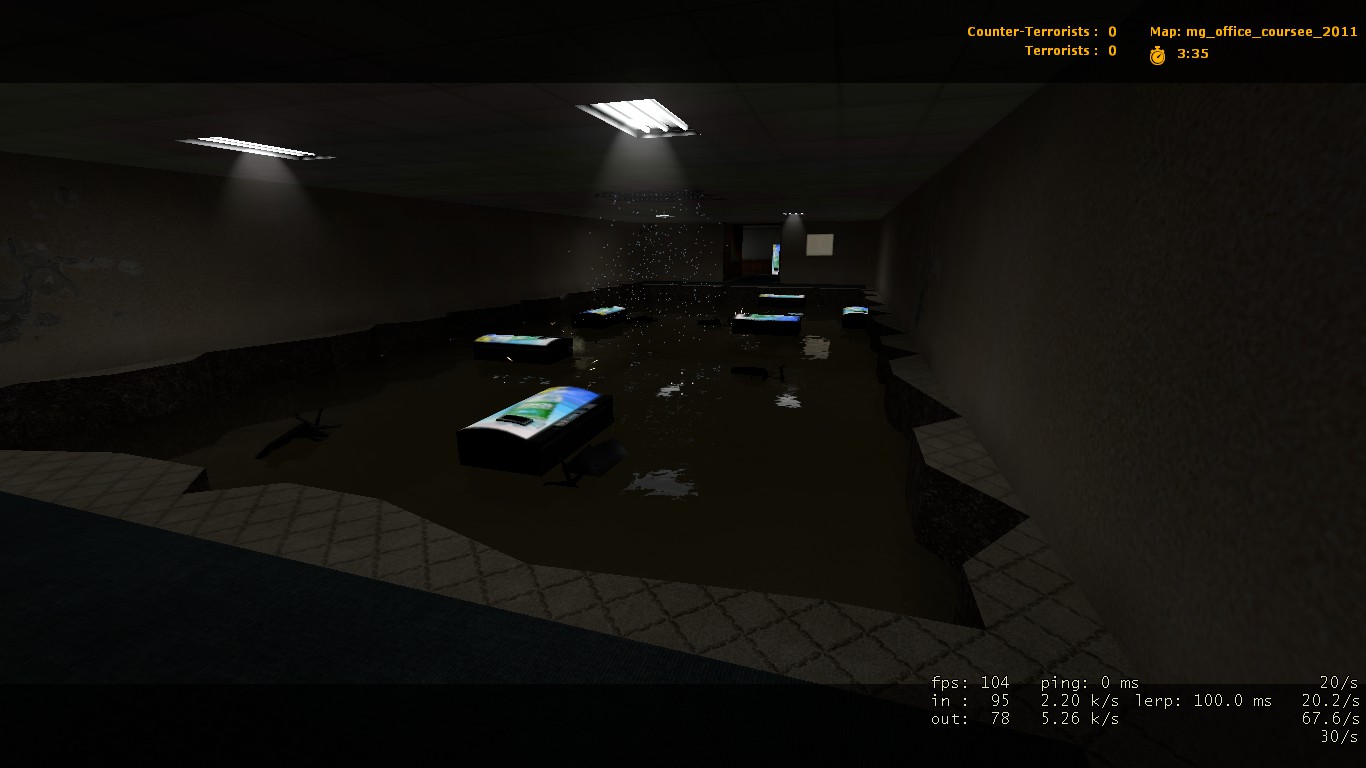 Counter-Terrorists : 0 Map: mg_office_coursee_2011
Terrorists : 0 3:35
fps: 104 ping: 0 ms 20/s
in : 95 2.20 k/s lerp: 100.0 ms 20.2/s
out: 78 5.26 k/s 67.6/s
30/s